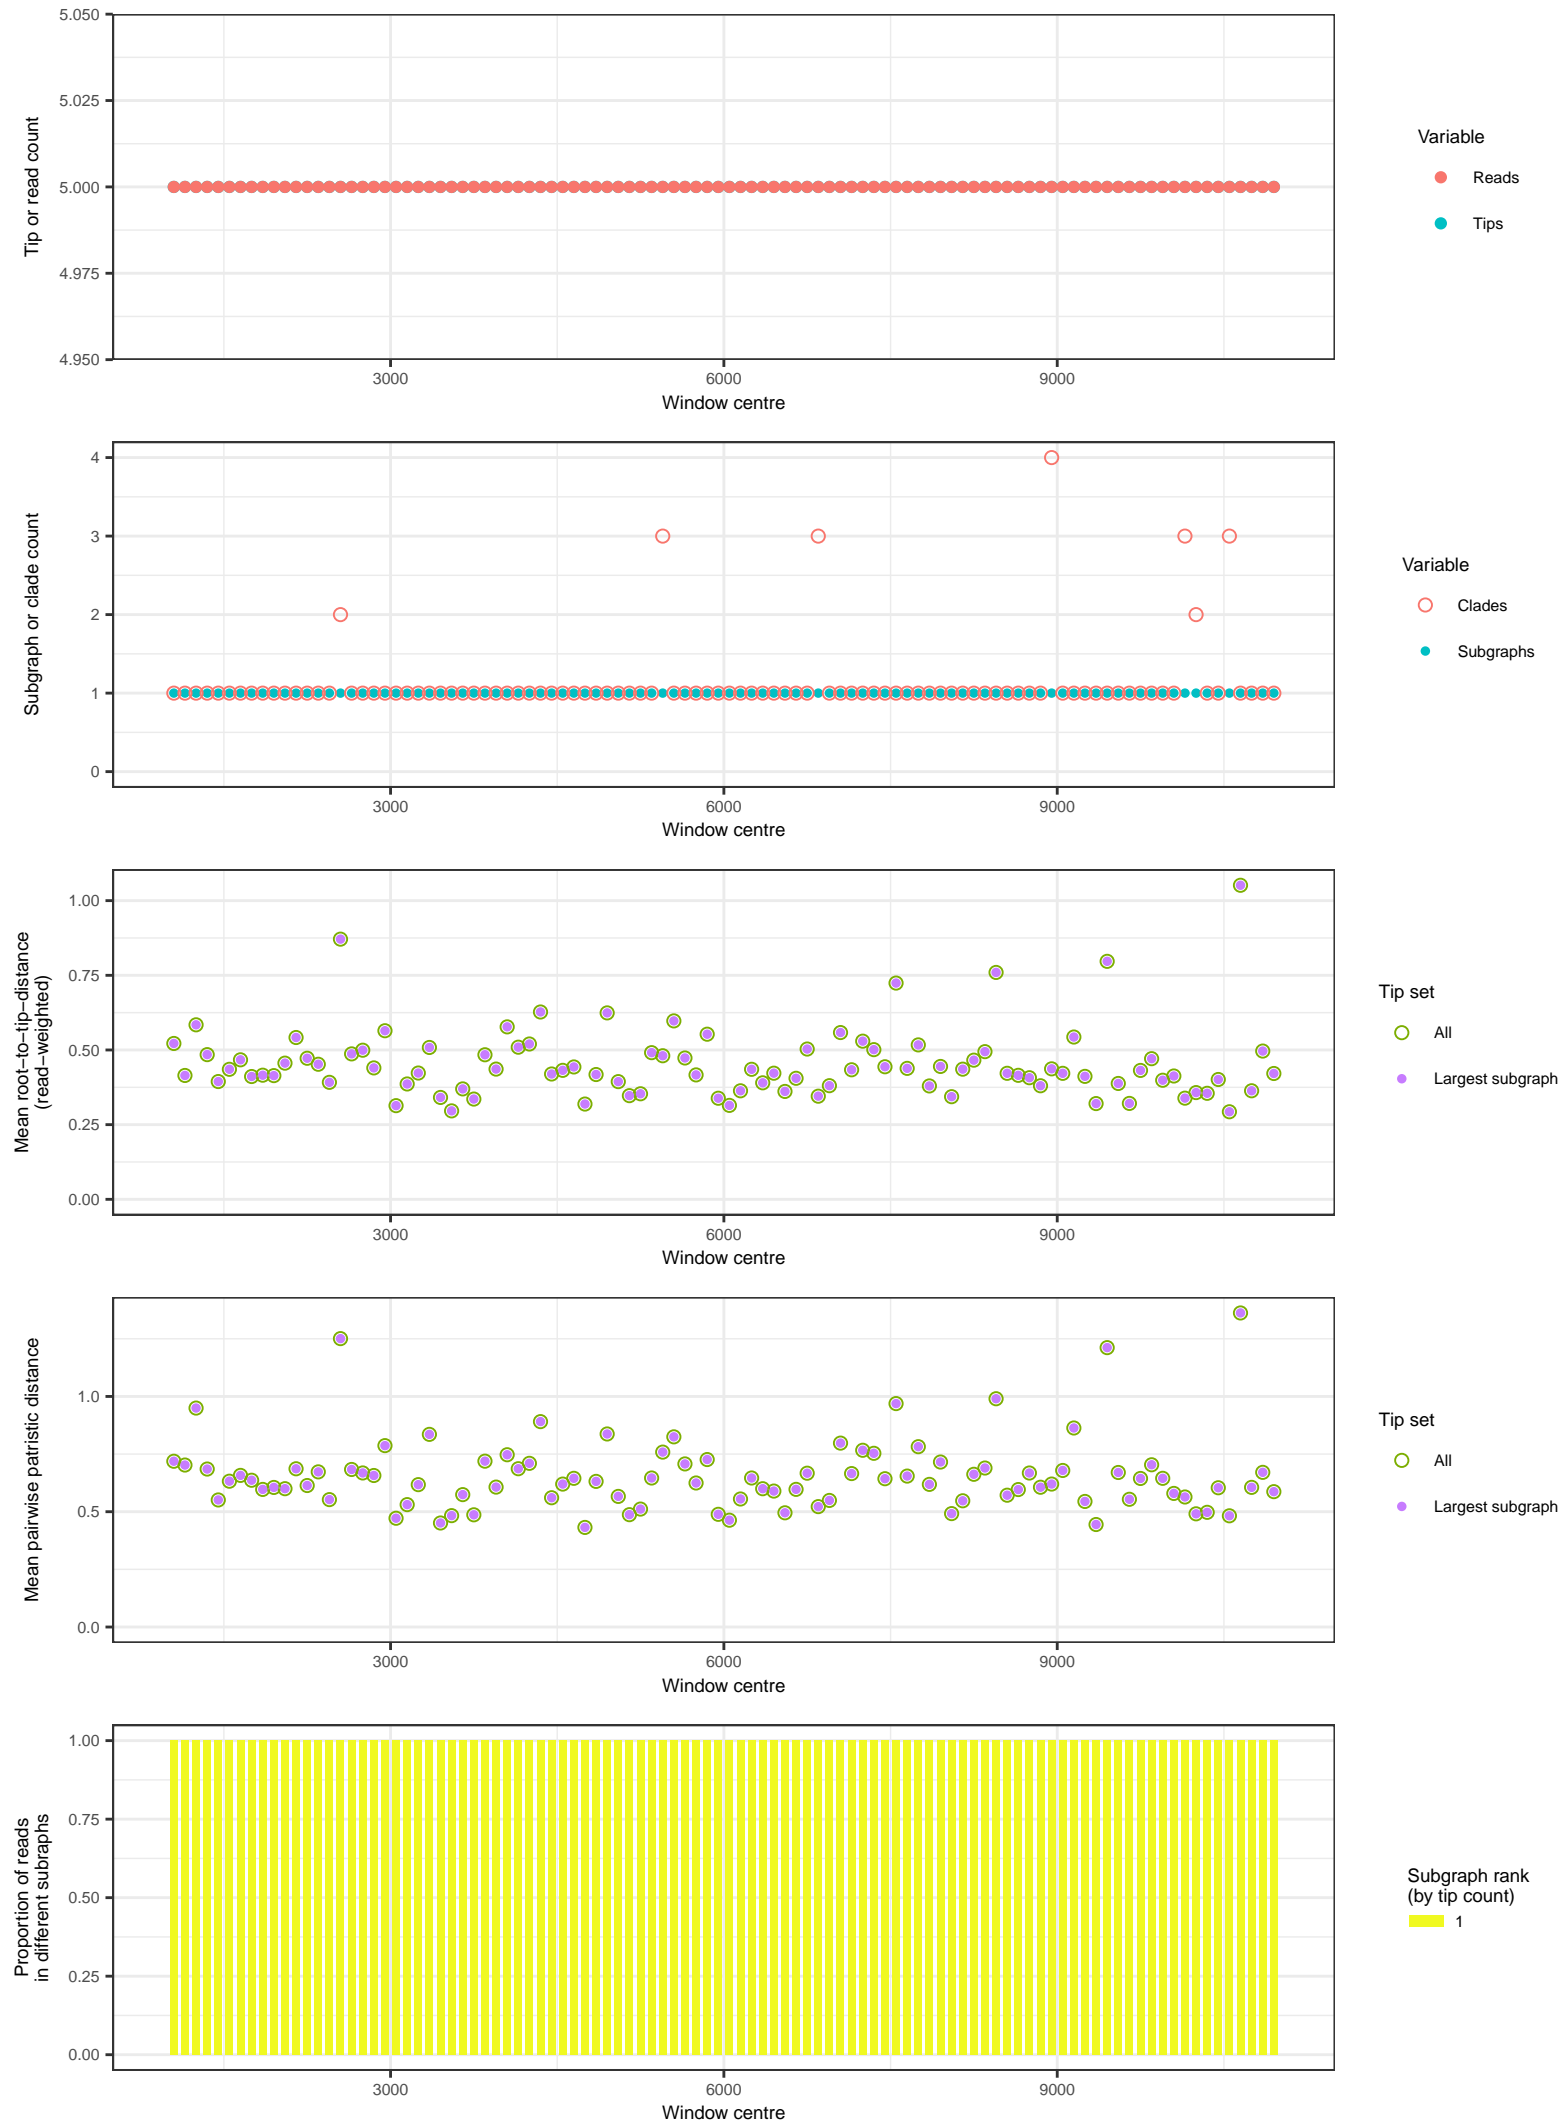 5.050
5.025
5.000
4.975
4.950
Tip or read count
3000 6000 9000
Window centre
Variable
Reads
Tips
4
3
2
1
0
Subgraph or clade count
3000 6000 9000
Window centre
Variable
Clades
Subgraphs
1.00
0.75
0.50
0.25
0.00
Mean root−to−tip−distance
(read−weighted)
3000 6000 9000
Window centre
Tip set
All
Largest subgraph
1.0
0.5
0.0
Mean pairwise patristic distance
3000 6000 9000
Window centre
Tip set
All
Largest subgraph
1.00
0.75
0.50
0.25
0.00
Proportion of reads
in different subraphs
3000 6000 9000
Window centre
Subgraph rank
(by tip count)
1